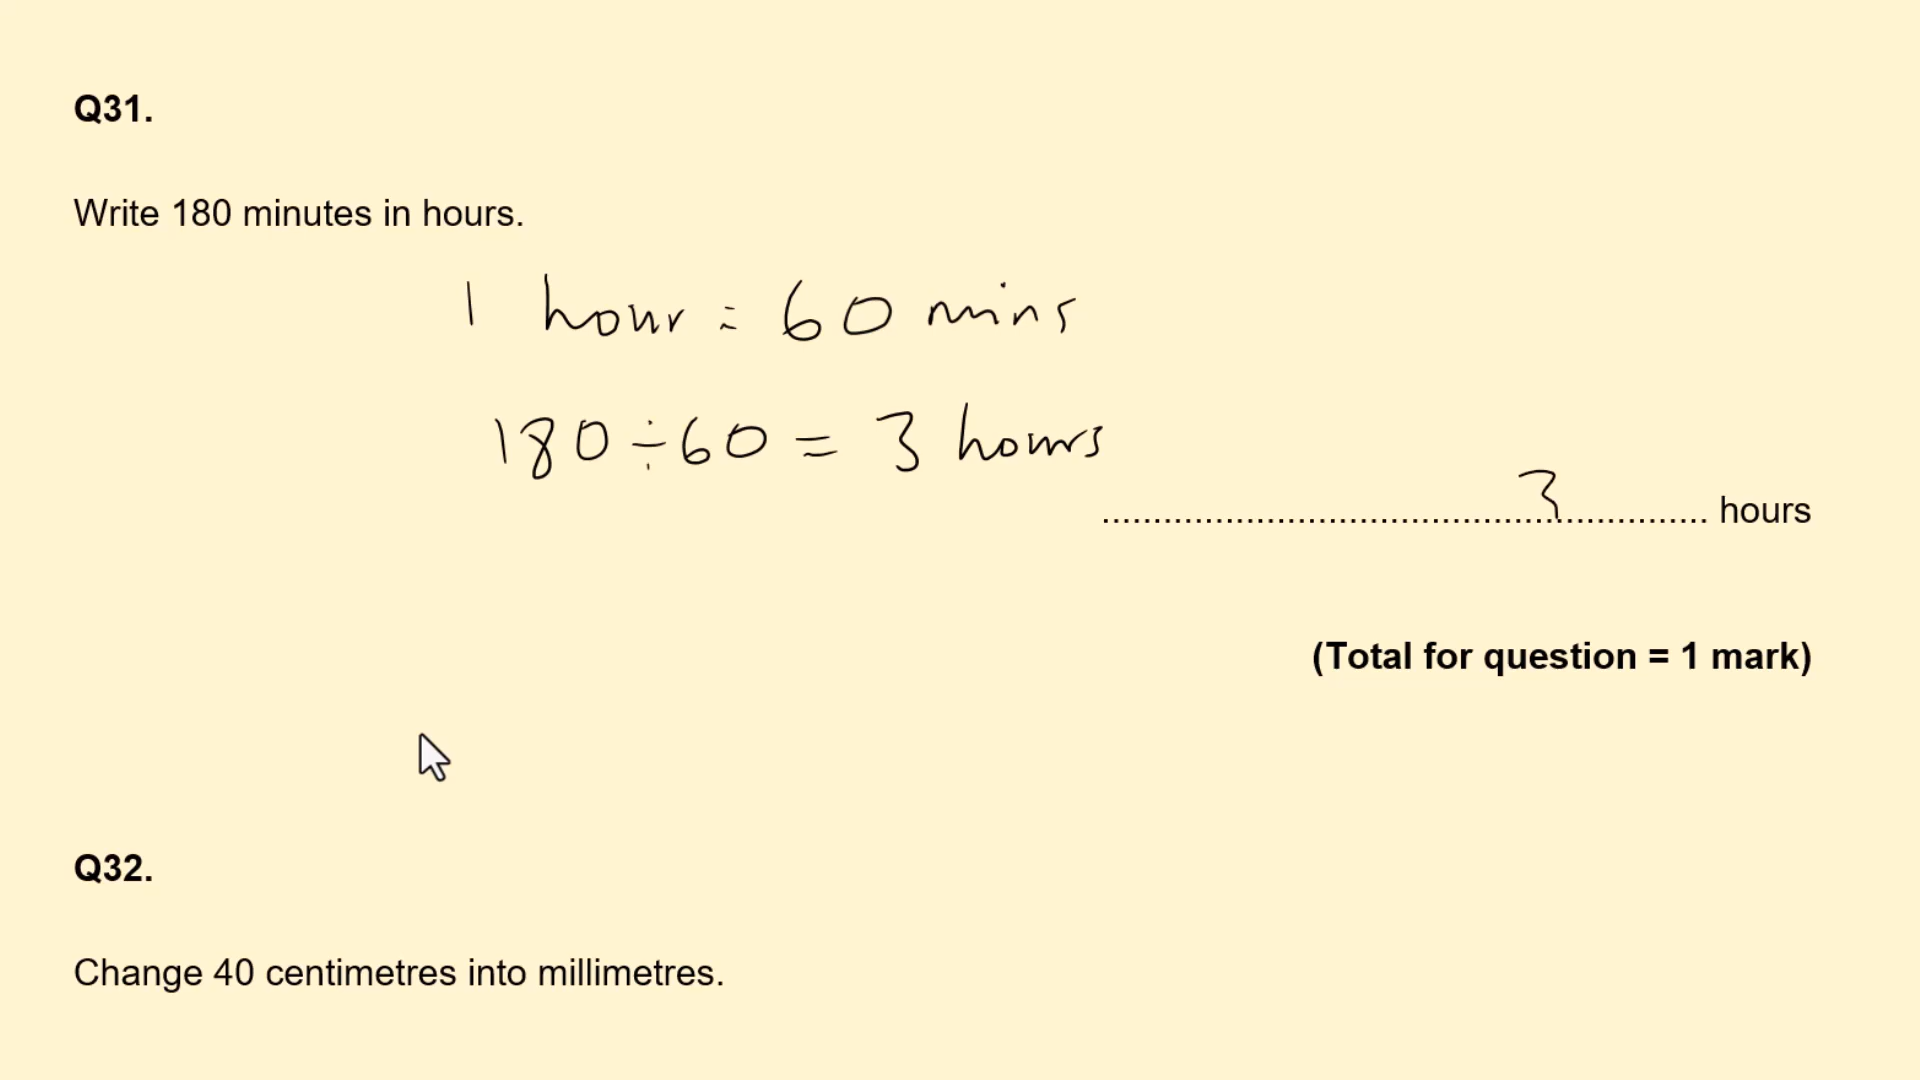 Q31.
Write 180 minutes in hours.
1 hour = 60 mins
180 ÷ 60 = 3 hours
3
........................................................... hours
(Total for question = 1 mark)
Q32.
Change 40 centimetres into millimetres.